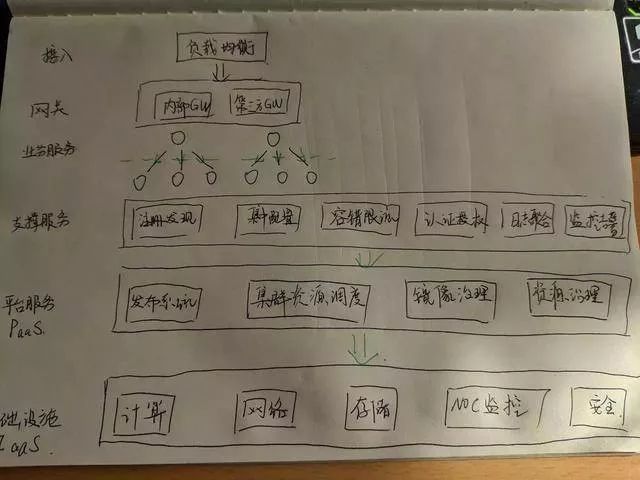 接入
负载均衡
网关
内部GW
第三方GW
业务服务
支撑服务
注册发现
集中配置
容错限流
认证授权
日志聚合
监控告警
平台服务
PaaS
发布系统
集群资源调度
镜像治理
资源治理
础设施
IaaS
计算
网络
存储
NOC监控
安全